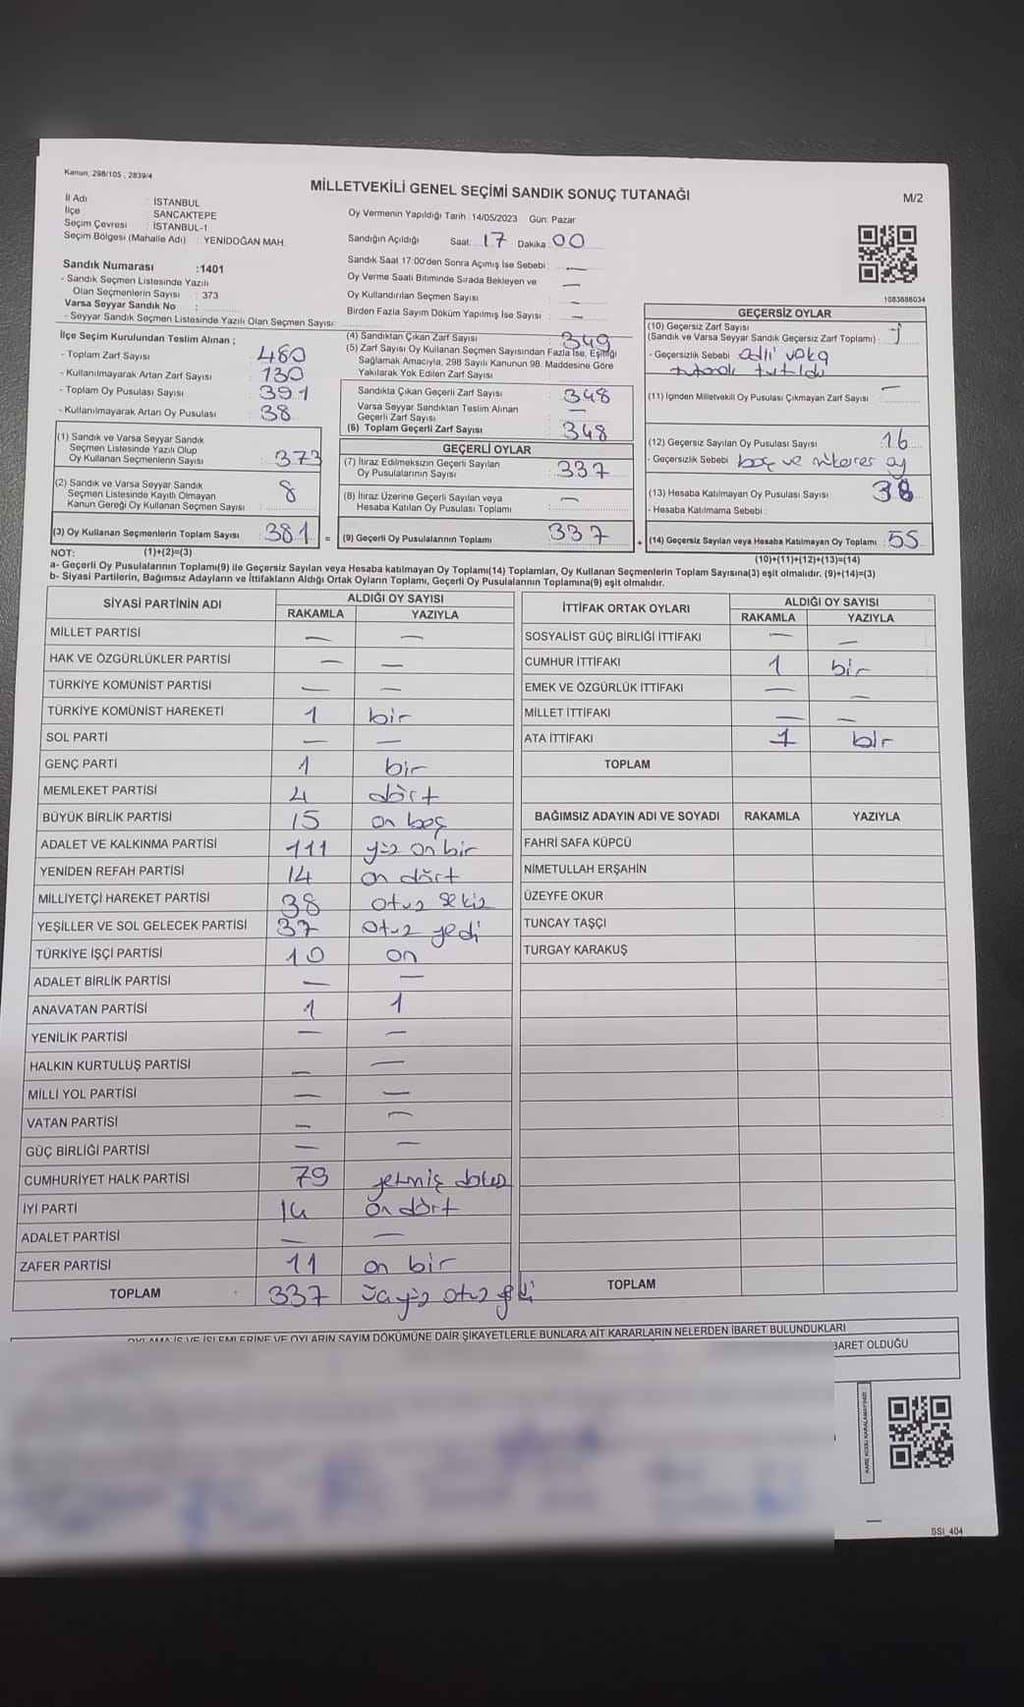 Kanun, 298/105 , 2839/4
MİLLETVEKİLİ GENEL SEÇİMİ SANDIK SONUÇ TUTANAĞI
M/2
İl Adı : İSTANBUL
İlçe : SANCAKTEPE
Seçim Çevresi : İSTANBUL-1
Seçim Bölgesi (Mahalle Adı) : YENİDOĞAN MAH.
Sandık Numarası :1401
- Sandık Seçmen Listesinde Yazılı
Olan Seçmenlerin Sayısı : 373
Varsa Seyyar Sandık No :
- Seyyar Sandık Seçmen Listesinde Yazılı Olan Seçmen Sayısı:
Oy Vermenin Yapıldığı Tarih :14/05/2023 Gün: Pazar
Sandığın Açıldığı Saat: 17 Dakika: 00
Sandık Saat 17:00'den Sonra Açımış İse Sebebi : —
Oy Verme Saati Bitiminde Sırada Bekleyen ve —
Oy Kullandırılan Seçmen Sayısı : —
Birden Fazla Sayım Döküm Yapılmış İse Sayısı : —
1083686034
İlçe Seçim Kurulundan Teslim Alınan ;
- Toplam Zarf Sayısı : 480
- Kullanılmayarak Artan Zarf Sayısı : 130
- Toplam Oy Pusulası Sayısı : 391
- Kullanılmayarak Artan Oy Pusulası : 38
(1) Sandık ve Varsa Seyyar Sandık
Seçmen Listesinde Yazılı Olup
Oy Kullanan Seçmenlerin Sayısı : 373
(2) Sandık ve Varsa Seyyar Sandık
Seçmen Listesinde Kayıtlı Olmayan
Kanun Gereği Oy Kullanan Seçmen Sayısı : 8
(3) Oy Kullanan Seçmenlerin Toplam Sayısı : 381 =
(4) Sandıktan Çıkan Zarf Sayısı : 349
(5) Zarf Sayısı Oy Kullanan Seçmen Sayısından Fazla İse, Eşitliği
Sağlamak Amacıyla, 298 Sayılı Kanunun 98. Maddesine Göre
Yakılarak Yok Edilen Zarf Sayısı
Sandıkta Çıkan Geçerli Zarf Sayısı : 348
Varsa Seyyar Sandıktan Teslim Alınan
Geçerli Zarf Sayısı —
(6) Toplam Geçerli Zarf Sayısı : 348
GEÇERLİ OYLAR
(7) İtiraz Edilmeksizin Geçerli Sayılan
Oy Pusulalarının Sayısı : 337
(8) İtiraz Üzerine Geçerli Sayılan veya
Hesaba Katılan Oy Pusulası Toplamı : —
(9) Geçerli Oy Pusulalarının Toplamı : 337 +
GEÇERSİZ OYLAR
(10) Geçersiz Zarf Sayısı
(Sandık ve Varsa Seyyar Sandık Geçersiz Zarf Toplamı) : 1
- Geçersizlik Sebebi : adli vaka
tutanak tutuldu
(11) İçinden Milletvekili Oy Pusulası Çıkmayan Zarf Sayısı : —
(12) Geçersiz Sayılan Oy Pusulası Sayısı : 16
- Geçersizlik Sebebi : boş ve mükerrer oy
(13) Hesaba Katılmayan Oy Pusulası Sayısı : 38
- Hesaba Katılmama Sebebi :
(14) Geçersiz Sayılan veya Hesaba Katılmayan Oy Toplamı : 55
NOT: (1)+(2)=(3) (10)+(11)+(12)+(13)=(14)
a- Geçerli Oy Pusulalarının Toplamı(9) ile Geçersiz Sayılan veya Hesaba katılmayan Oy Toplamı(14) Toplamları, Oy Kullanan Seçmenlerin Toplam Sayısına(3) eşit olmalıdır. (9)+(14)=(3)
b- Siyasi Partilerin, Bağımsız Adayların ve İttifakların Aldığı Ortak Oyların Toplamı, Geçerli Oy Pusulalarının Toplamına(9) eşit olmalıdır.
SİYASİ PARTİNİN ADI ALDIĞI OY SAYISI
RAKAMLA YAZIYLA
MİLLET PARTİSİ — —
HAK VE ÖZGÜRLÜKLER PARTİSİ — —
TÜRKİYE KOMÜNİST PARTİSİ — —
TÜRKİYE KOMÜNİST HAREKETİ 1 bir
SOL PARTİ — —
GENÇ PARTİ 1 bir
MEMLEKET PARTİSİ 4 dört
BÜYÜK BİRLİK PARTİSİ 15 on beş
ADALET VE KALKINMA PARTİSİ 111 yüz on bir
YENİDEN REFAH PARTİSİ 14 on dört
MİLLİYETÇİ HAREKET PARTİSİ 38 otuz sekiz
YEŞİLLER VE SOL GELECEK PARTİSİ 37 otuz yedi
TÜRKİYE İŞÇİ PARTİSİ 10 on
ADALET BİRLİK PARTİSİ — —
ANAVATAN PARTİSİ 1 1
YENİLİK PARTİSİ — —
HALKIN KURTULUŞ PARTİSİ — —
MİLLİ YOL PARTİSİ — —
VATAN PARTİSİ — —
GÜÇ BİRLİĞİ PARTİSİ — —
CUMHURİYET HALK PARTİSİ 79 yetmiş dokuz
İYİ PARTİ 14 on dört
ADALET PARTİSİ — —
ZAFER PARTİSİ 11 on bir
TOPLAM 337 üçyüz otuz yedi
İTTİFAK ORTAK OYLARI ALDIĞI OY SAYISI
RAKAMLA YAZIYLA
SOSYALİST GÜÇ BİRLİĞİ İTTİFAKI — —
CUMHUR İTTİFAKI 1 bir
EMEK VE ÖZGÜRLÜK İTTİFAKI — —
MİLLET İTTİFAKI — —
ATA İTTİFAKI 1 bir
TOPLAM
BAĞIMSIZ ADAYIN ADI VE SOYADI RAKAMLA YAZIYLA
FAHRİ SAFA KÜPCÜ
NİMETULLAH ERŞAHİN
ÜZEYFE OKUR
TUNCAY TAŞÇI
TURGAY KARAKUŞ
TOPLAM
OYLAMA İŞ VE İŞLEMLERİNE VE OYLARIN SAYIM DÖKÜMÜNE DAİR ŞİKAYETLERLE BUNLARA AİT KARARLARIN NELERDEN İBARET BULUNDUKLARI
BARET OLDUĞU
KARE KODU KARALAMAYINIZ!
SSİ_404